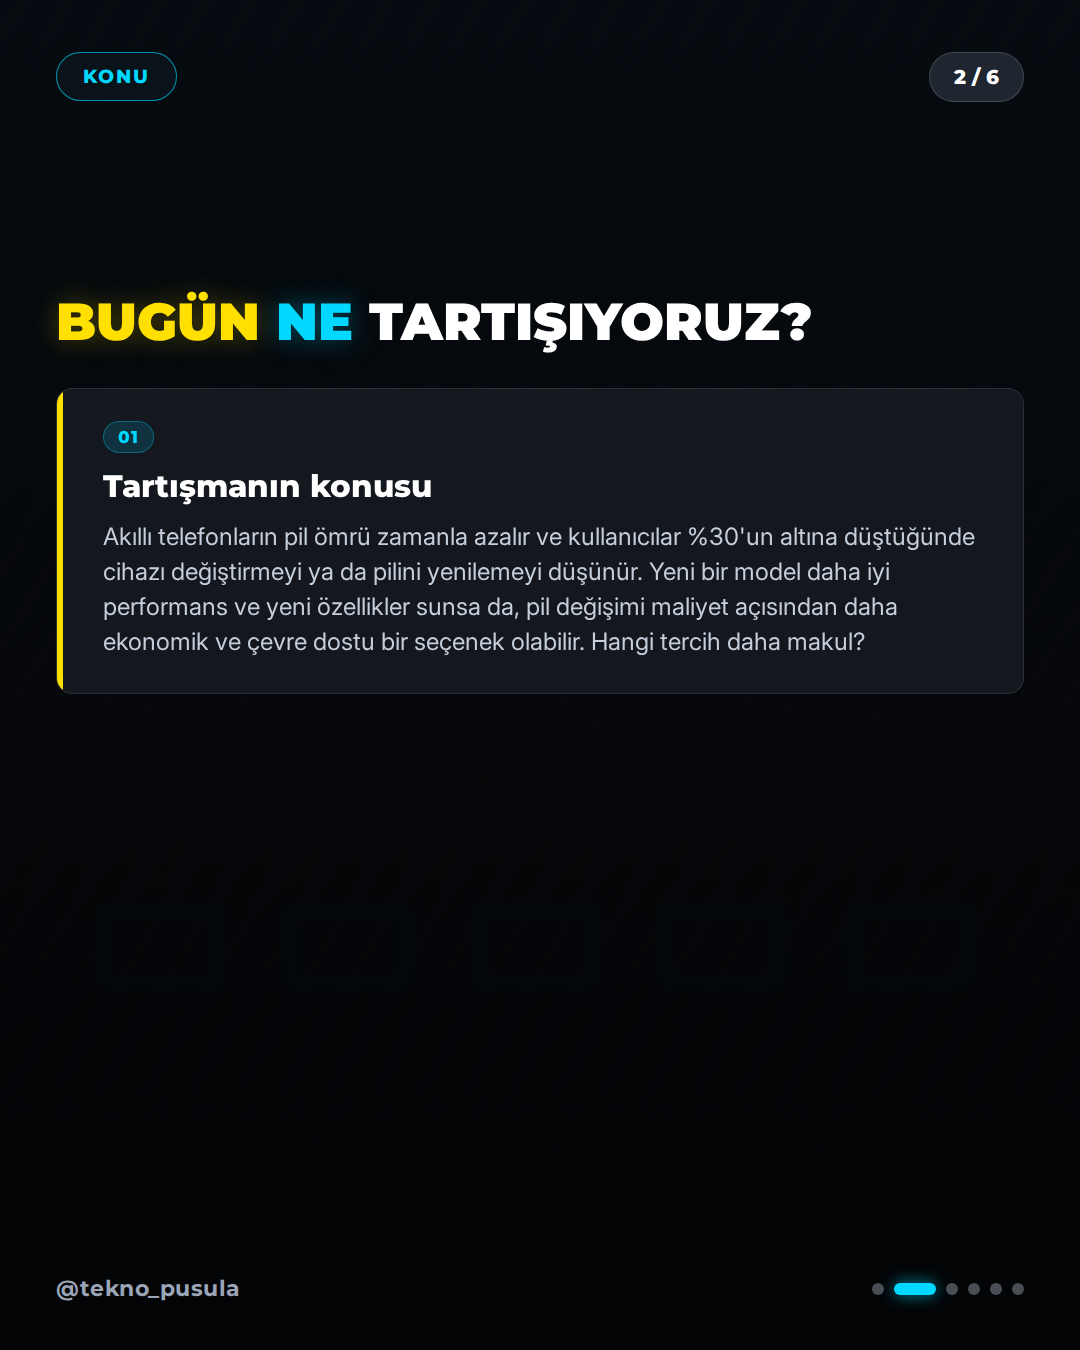 KONU
2 / 6
BUGÜN NE TARTIŞIYORUZ?
01
Tartışmanın konusu
Akıllı telefonların pil ömrü zamanla azalır ve kullanıcılar %30'un altına düştüğünde
cihazı değiştirmeyi ya da pilini yenilemeyi düşünür. Yeni bir model daha iyi
performans ve yeni özellikler sunsa da, pil değişimi maliyet açısından daha
ekonomik ve çevre dostu bir seçenek olabilir. Hangi tercih daha makul?
@tekno_pusula